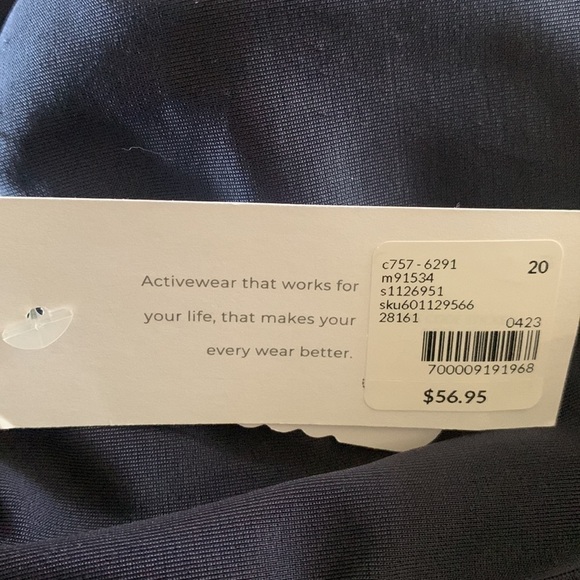 Activewear that works for
your life, that makes your
every wear better.
c757 - 6291 20
m91534
s1126951
sku601129566
28161 0423
700009191968
$56.95